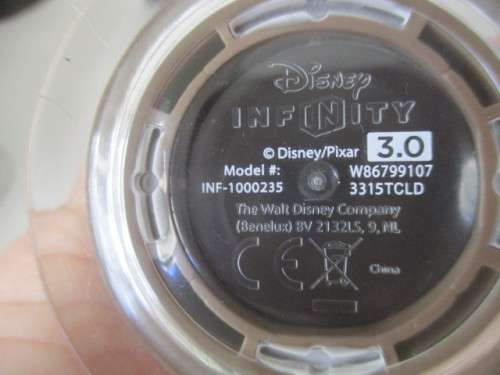 Disney
INFINITY
© Disney/Pixar 3.0
Model #: W86799107
INF-1000235 3315TCLD
The Walt Disney Company
(Benelux) BV 2132LS, 9, NL
CE China